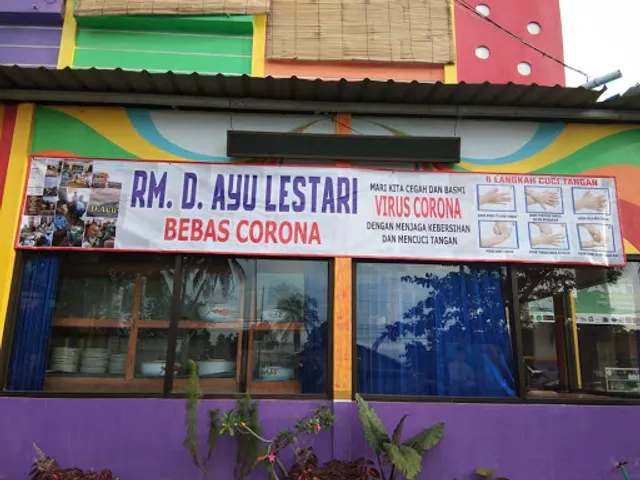 RM. D. AYU LESTARI
BEBAS CORONA
MARI KITA CEGAH DAN BASMI
VIRUS CORONA
DENGAN MENJAGA KEBERSIHAN
DAN MENCUCI TANGAN
6 LANGKAH CUCI TANGAN